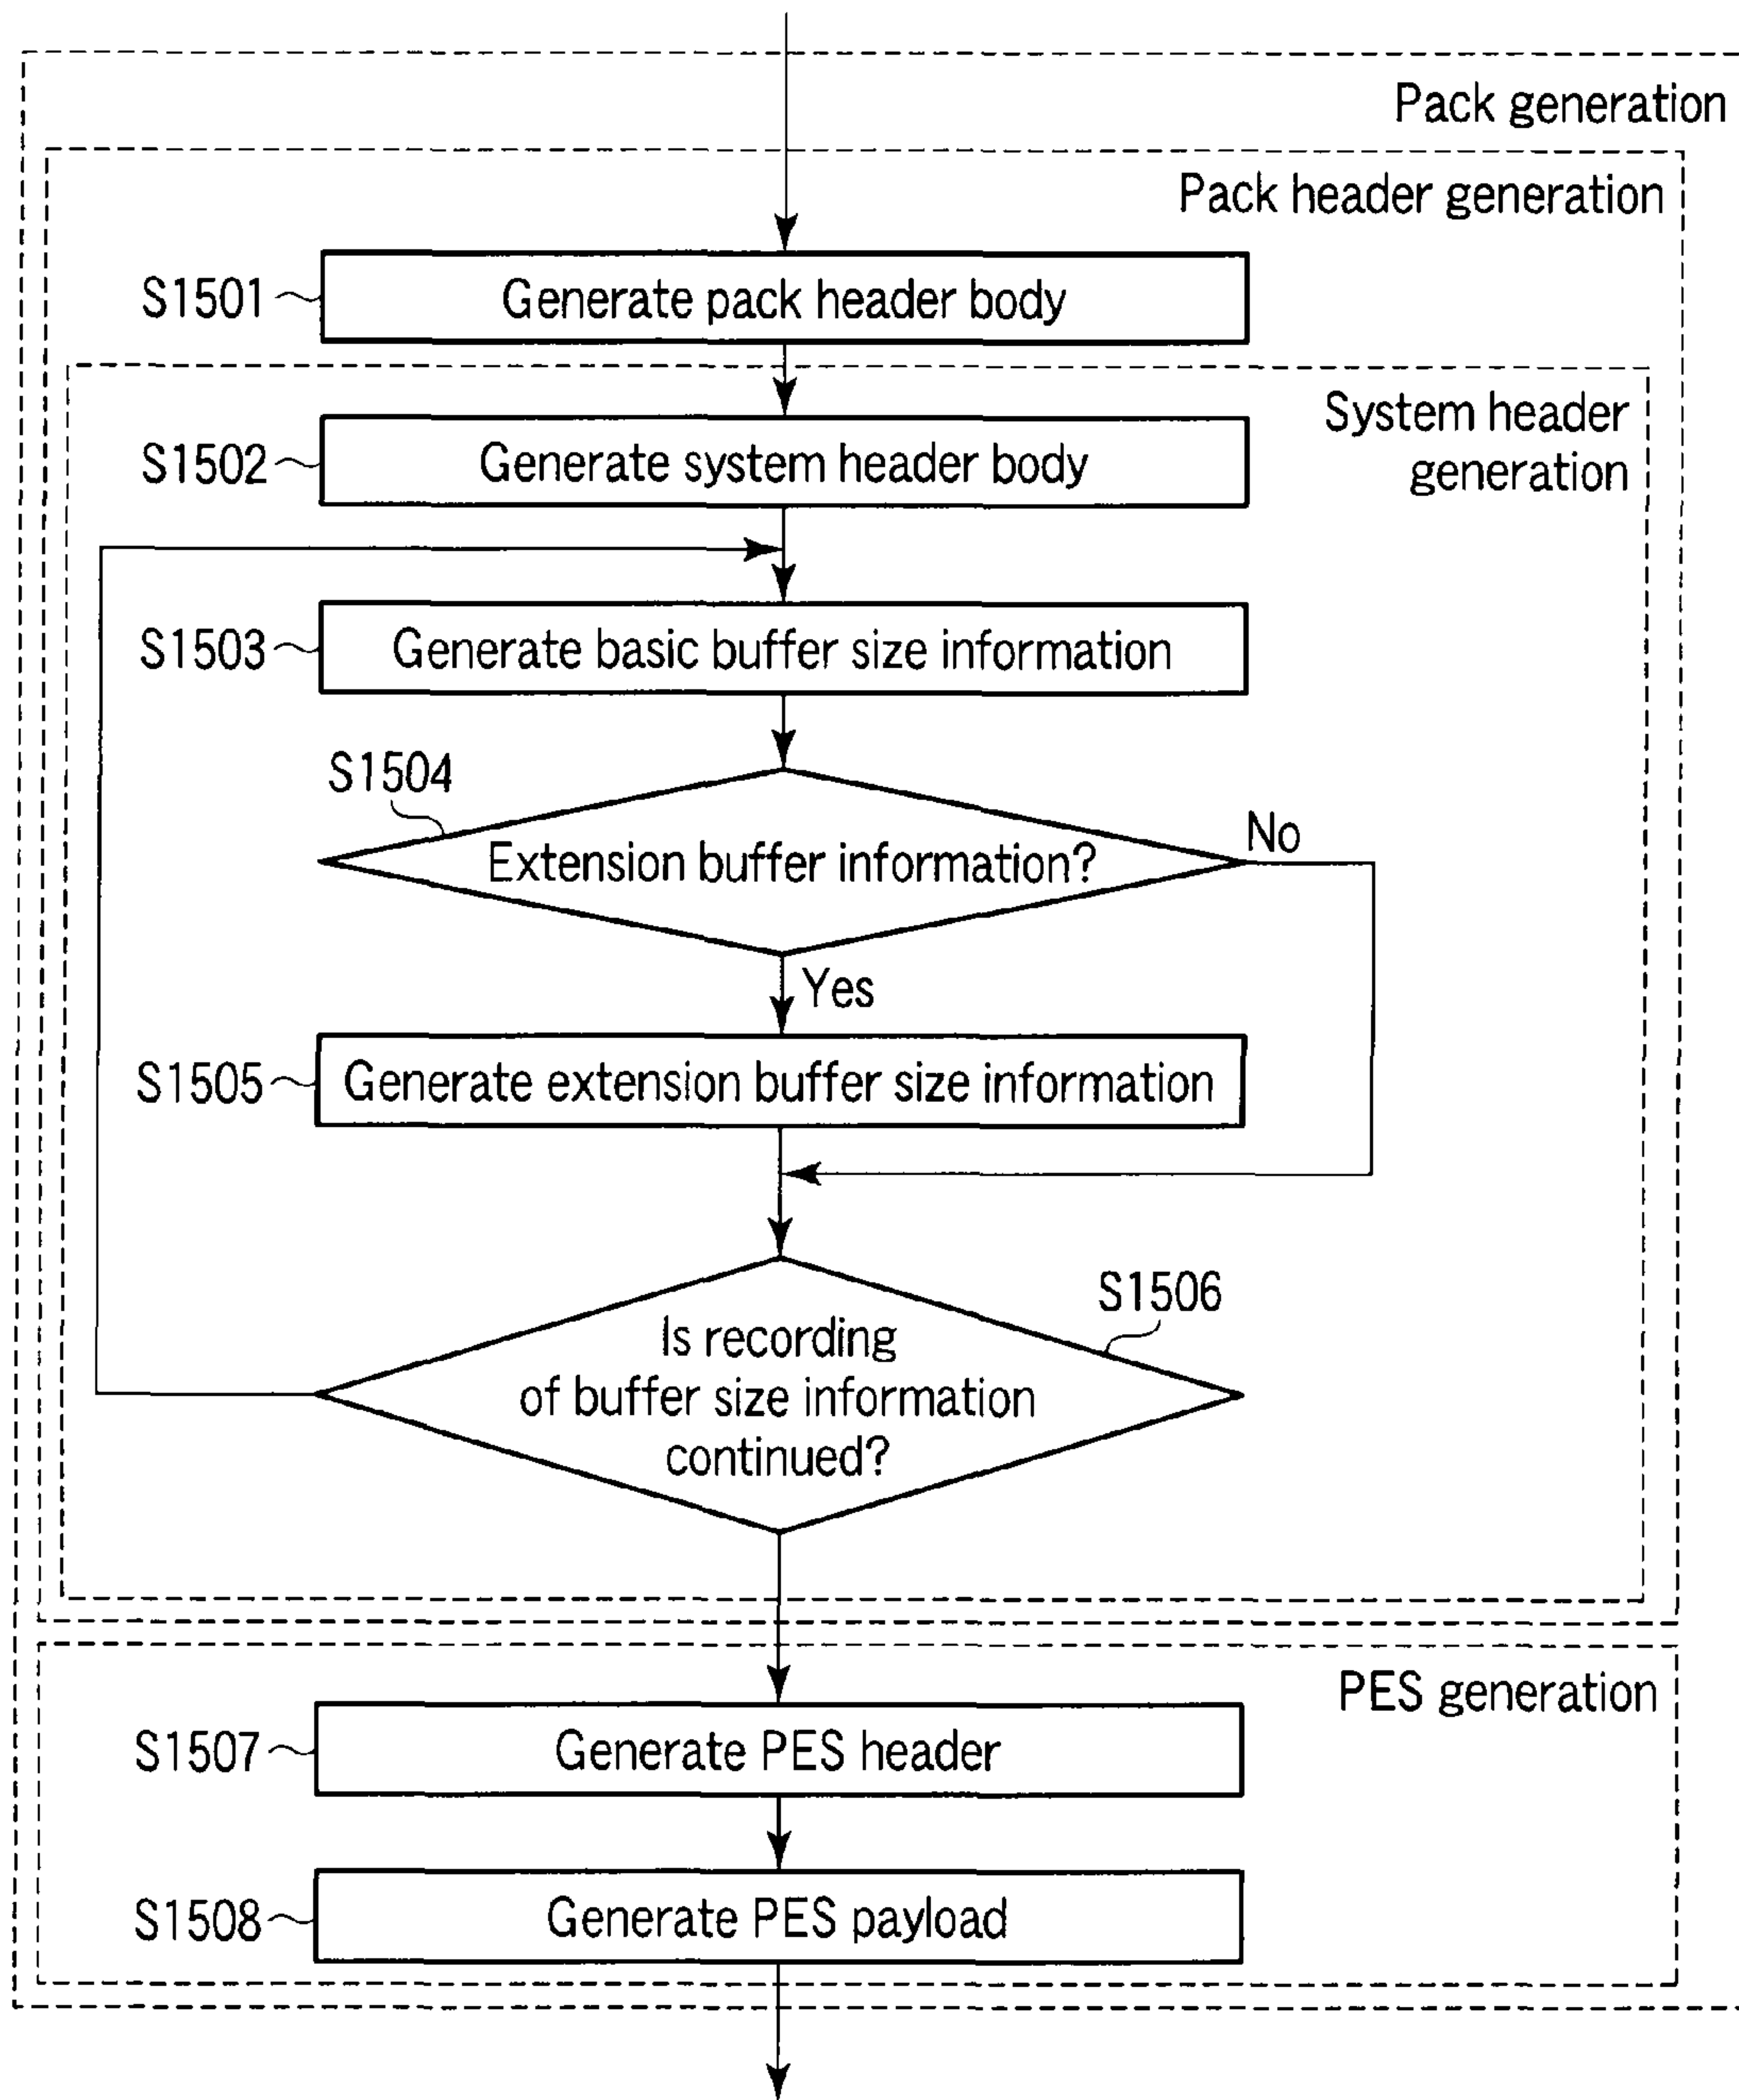 Pack generation
Pack header generation
S1501
Generate pack header body
System header
generation
S1502
Generate system header body
S1503
Generate basic buffer size information
S1504
Extension buffer information?
No
Yes
S1505
Generate extension buffer size information
S1506
Is recording
of buffer size information
continued?
PES generation
S1507
Generate PES header
S1508
Generate PES payload